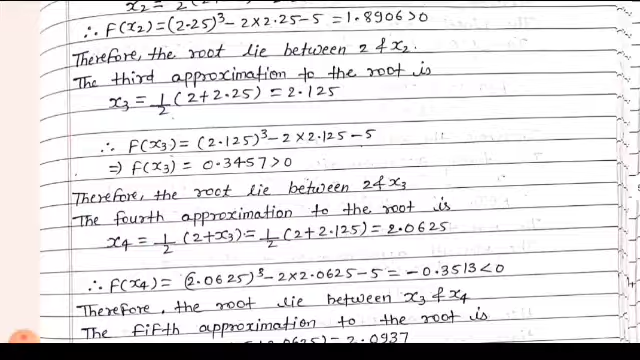 ∴ F(x2) = (2.25)³ - 2 × 2.25 - 5 = 1.8906 > 0
Therefore, the root lie between 2 & x2.
The third approximation to the root is
x3 = 1/2 (2 + 2.25) = 2.125
∴ F(x3) = (2.125)³ - 2 × 2.125 - 5
⇒ F(x3) = 0.3457 > 0
Therefore, the root lie between 2 & x3
The fourth approximation to the root is
x4 = 1/2 (2 + x3) = 1/2 (2 + 2.125) = 2.0625
∴ F(x4) = (2.0625)³ - 2 × 2.0625 - 5 = -0.3513 < 0
Therefore, the root lie between x3 & x4
The fifth approximation to the root is
= 2.0937